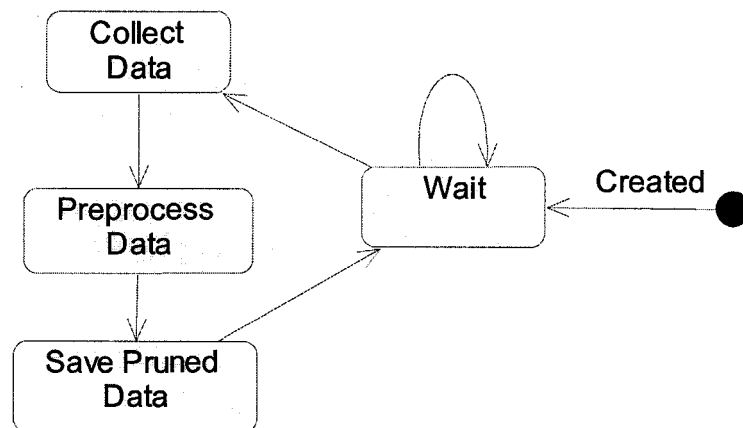 Collect
Data
Wait
Created
Preprocess
Data
Save Pruned
Data